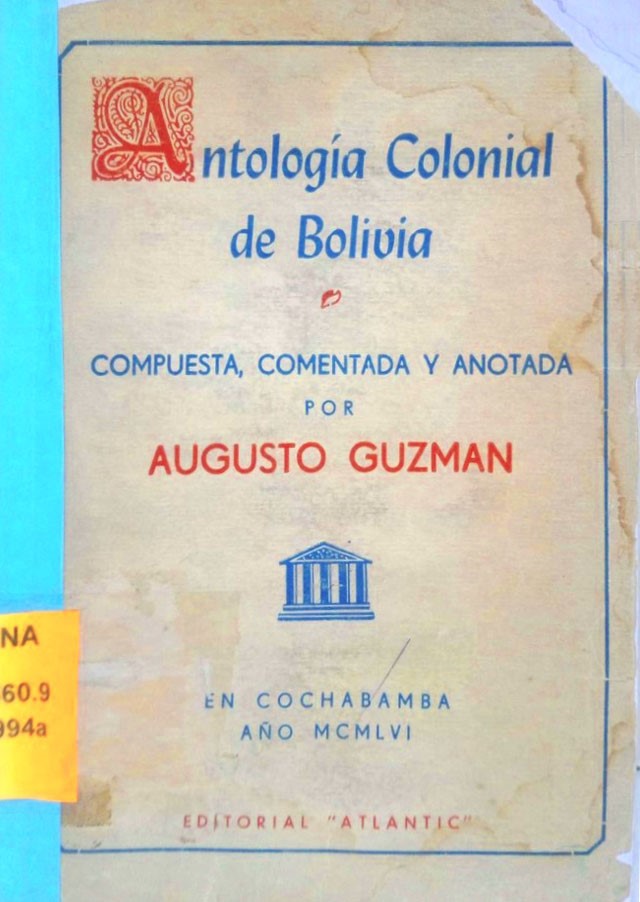 Antología Colonial
de Bolivia
COMPUESTA, COMENTADA Y ANOTADA
POR
AUGUSTO GUZMAN
EN COCHABAMBA
AÑO MCMLVI
EDITORIAL "ATLANTIC"
NA
60.9
994a